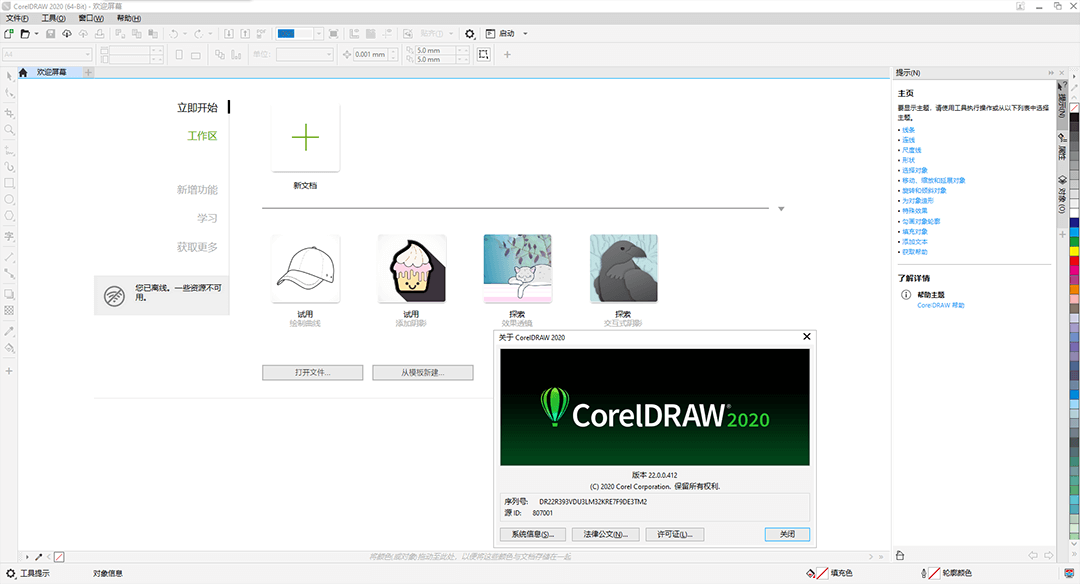 CorelDRAW 2020 (64-Bit) - 欢迎屏幕
文件(F) 工具(O) 窗口(W) 帮助(H)
启动
A4 单位: 0.001 mm 5.0 mm
5.0 mm
欢迎屏幕
立即开始
工作区
新增功能
学习
获取更多
您已离线。一些资源不可
用。
新文档
试用
绘制曲线
试用
添加阴影
探索
效果透镜
探索
交互式阴影
打开文件...
从模板新建...
关于 CorelDRAW 2020
CorelDRAW® 2020
版本 22.0.0.412
(C) 2020 Corel Corporation. 保留所有权利.
序列号: DR22R393VDU3LM32KRE7F9DE3TM2
源 ID: 807001
系统信息(S)... 法律公文(N)... 许可证(L)... 关闭
提示(N)
主页
要显示主题，请使用工具执行操作或从以下列表中选择
主题。
• 线条
• 连线
• 尺度线
• 形状
• 选择对象
• 移动、缩放和延展对象
• 旋转和倾斜对象
• 为对象造形
• 特殊效果
• 勾画对象轮廓
• 填充对象
• 添加文本
• 获取帮助
了解详情
帮助主题
CorelDRAW 帮助
提示(N)
属性
对象(O)
将颜色(或对象)拖动至此处，以便将这些颜色与文档存储在一起
工具提示 对象信息 填充色 轮廓颜色